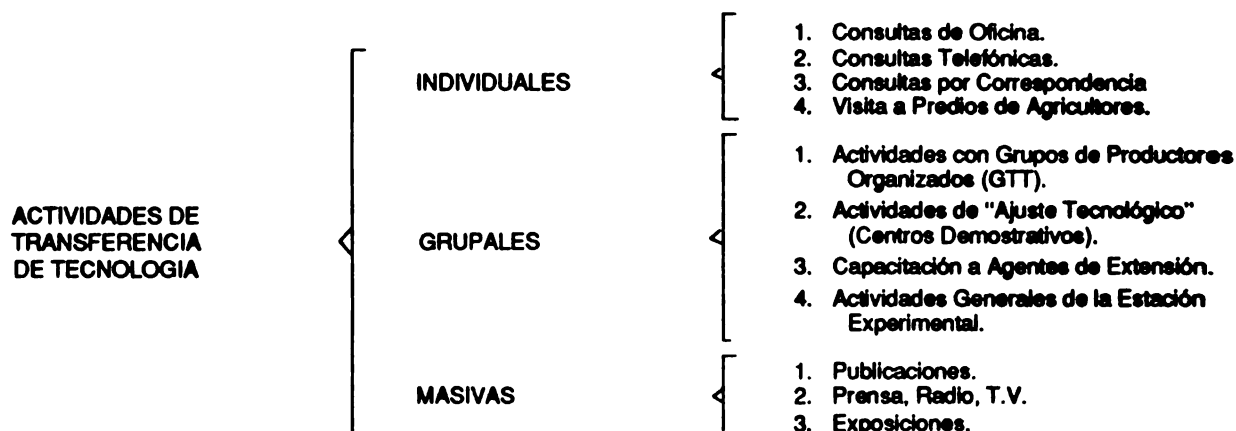 ACTIVIDADES DE
TRANSFERENCIA
DE TECNOLOGIA
INDIVIDUALES
1. Consultas de Oficina.
2. Consultas Telefónicas.
3. Consultas por Correspondencia
4. Visita a Predios de Agricultores.
GRUPALES
1. Actividades con Grupos de Productores
Organizados (GTT).
2. Actividades de "Ajuste Tecnológico"
(Centros Demostrativos).
3. Capacitación a Agentes de Extensión.
4. Actividades Generales de la Estación
Experimental.
MASIVAS
1. Publicaciones.
2. Prensa, Radio, T.V.
3. Exposiciones.